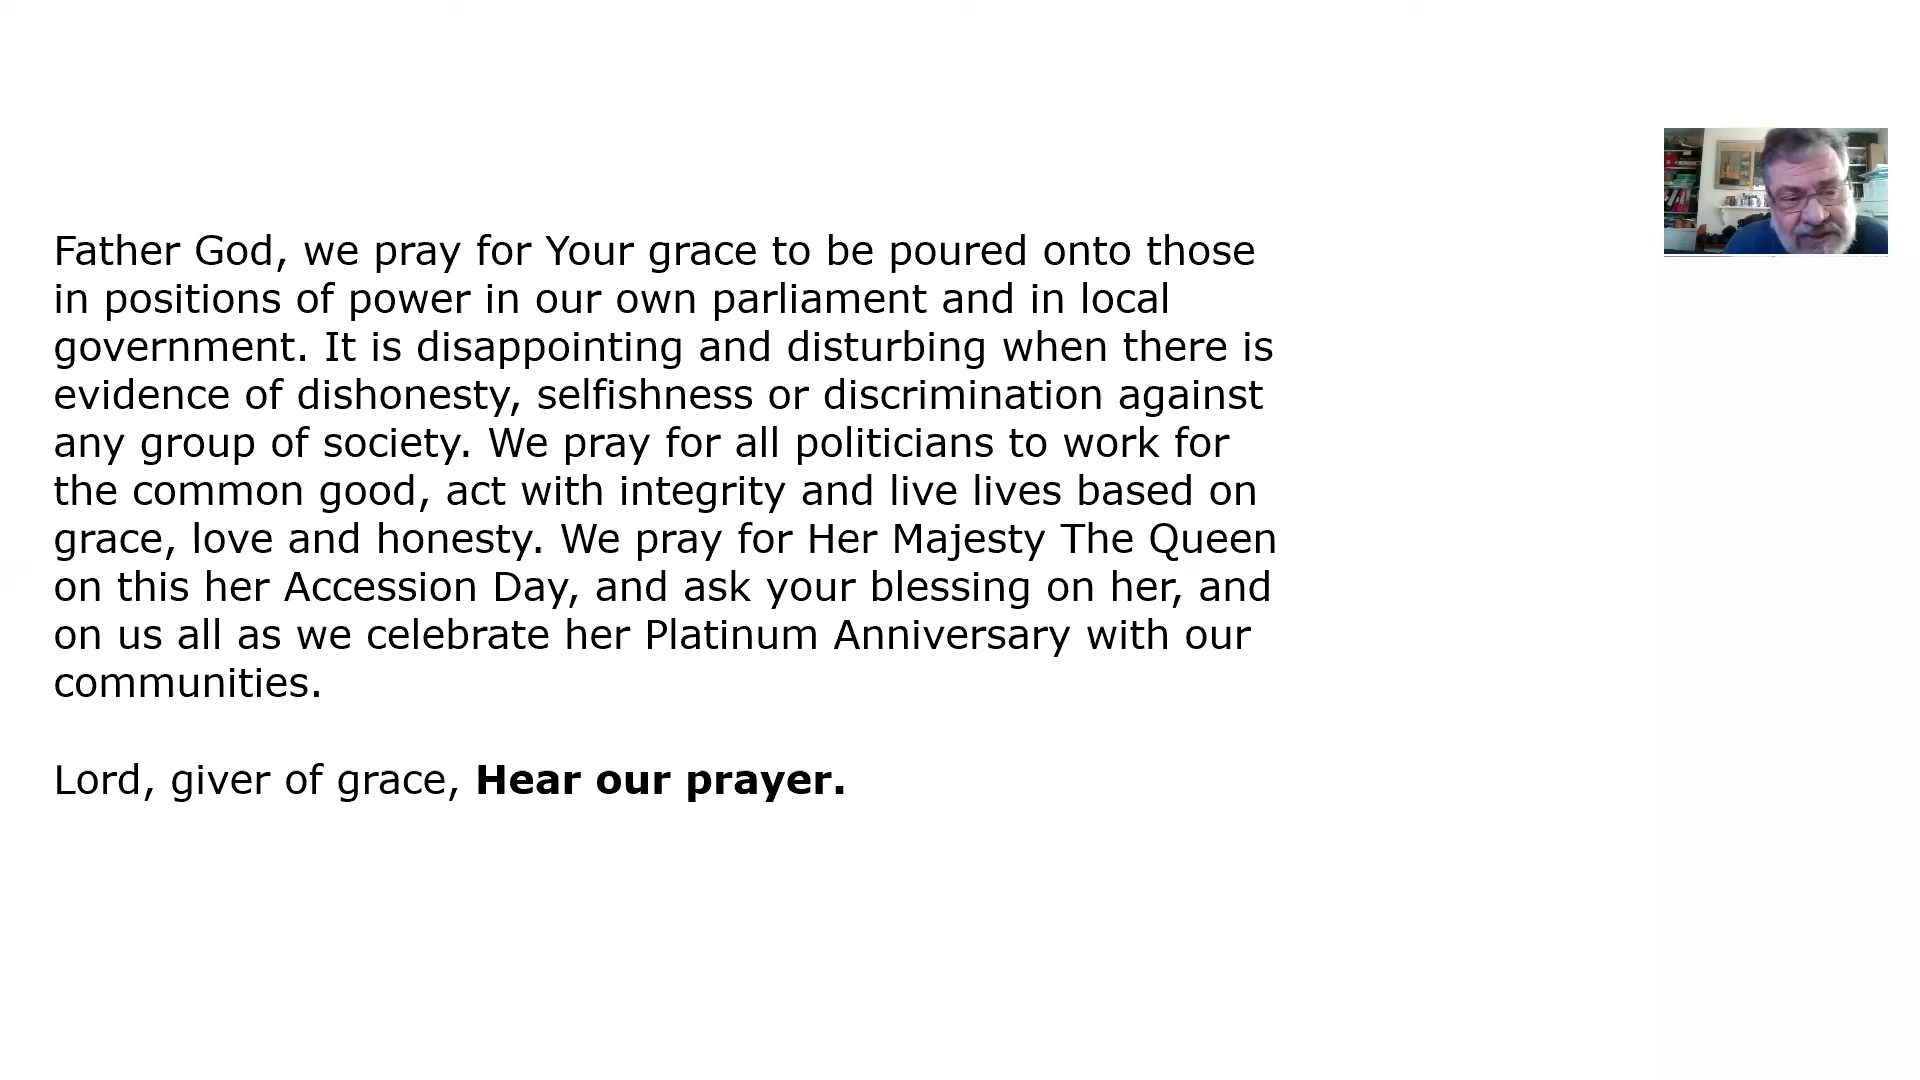 Father God, we pray for Your grace to be poured onto those
in positions of power in our own parliament and in local
government. It is disappointing and disturbing when there is
evidence of dishonesty, selfishness or discrimination against
any group of society. We pray for all politicians to work for
the common good, act with integrity and live lives based on
grace, love and honesty. We pray for Her Majesty The Queen
on this her Accession Day, and ask your blessing on her, and
on us all as we celebrate her Platinum Anniversary with our
communities.
Lord, giver of grace, Hear our prayer.